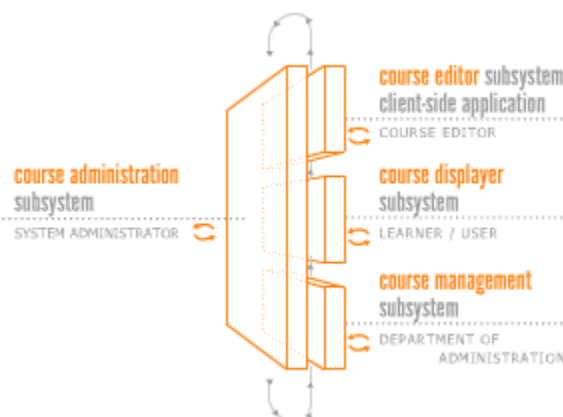 course editor subsystem
client-side application
COURSE EDITOR
course administration
subsystem
SYSTEM ADMINISTRATOR
course displayer
subsystem
LEARNER / USER
course management
subsystem
DEPARTMENT OF
ADMINISTRATION